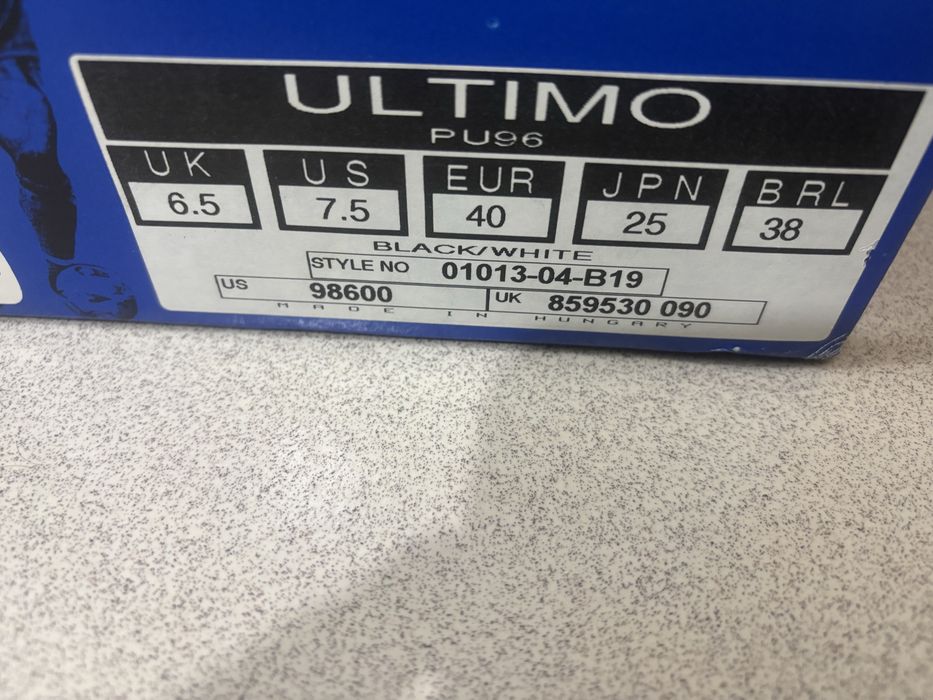 ULTIMO
PU96
UK US EUR JPN BRL
6.5 7.5 40 25 38
BLACK/WHITE
STYLE NO 01013-04-B19
US 98600 UK 859530 090
MADE IN HUNGARY